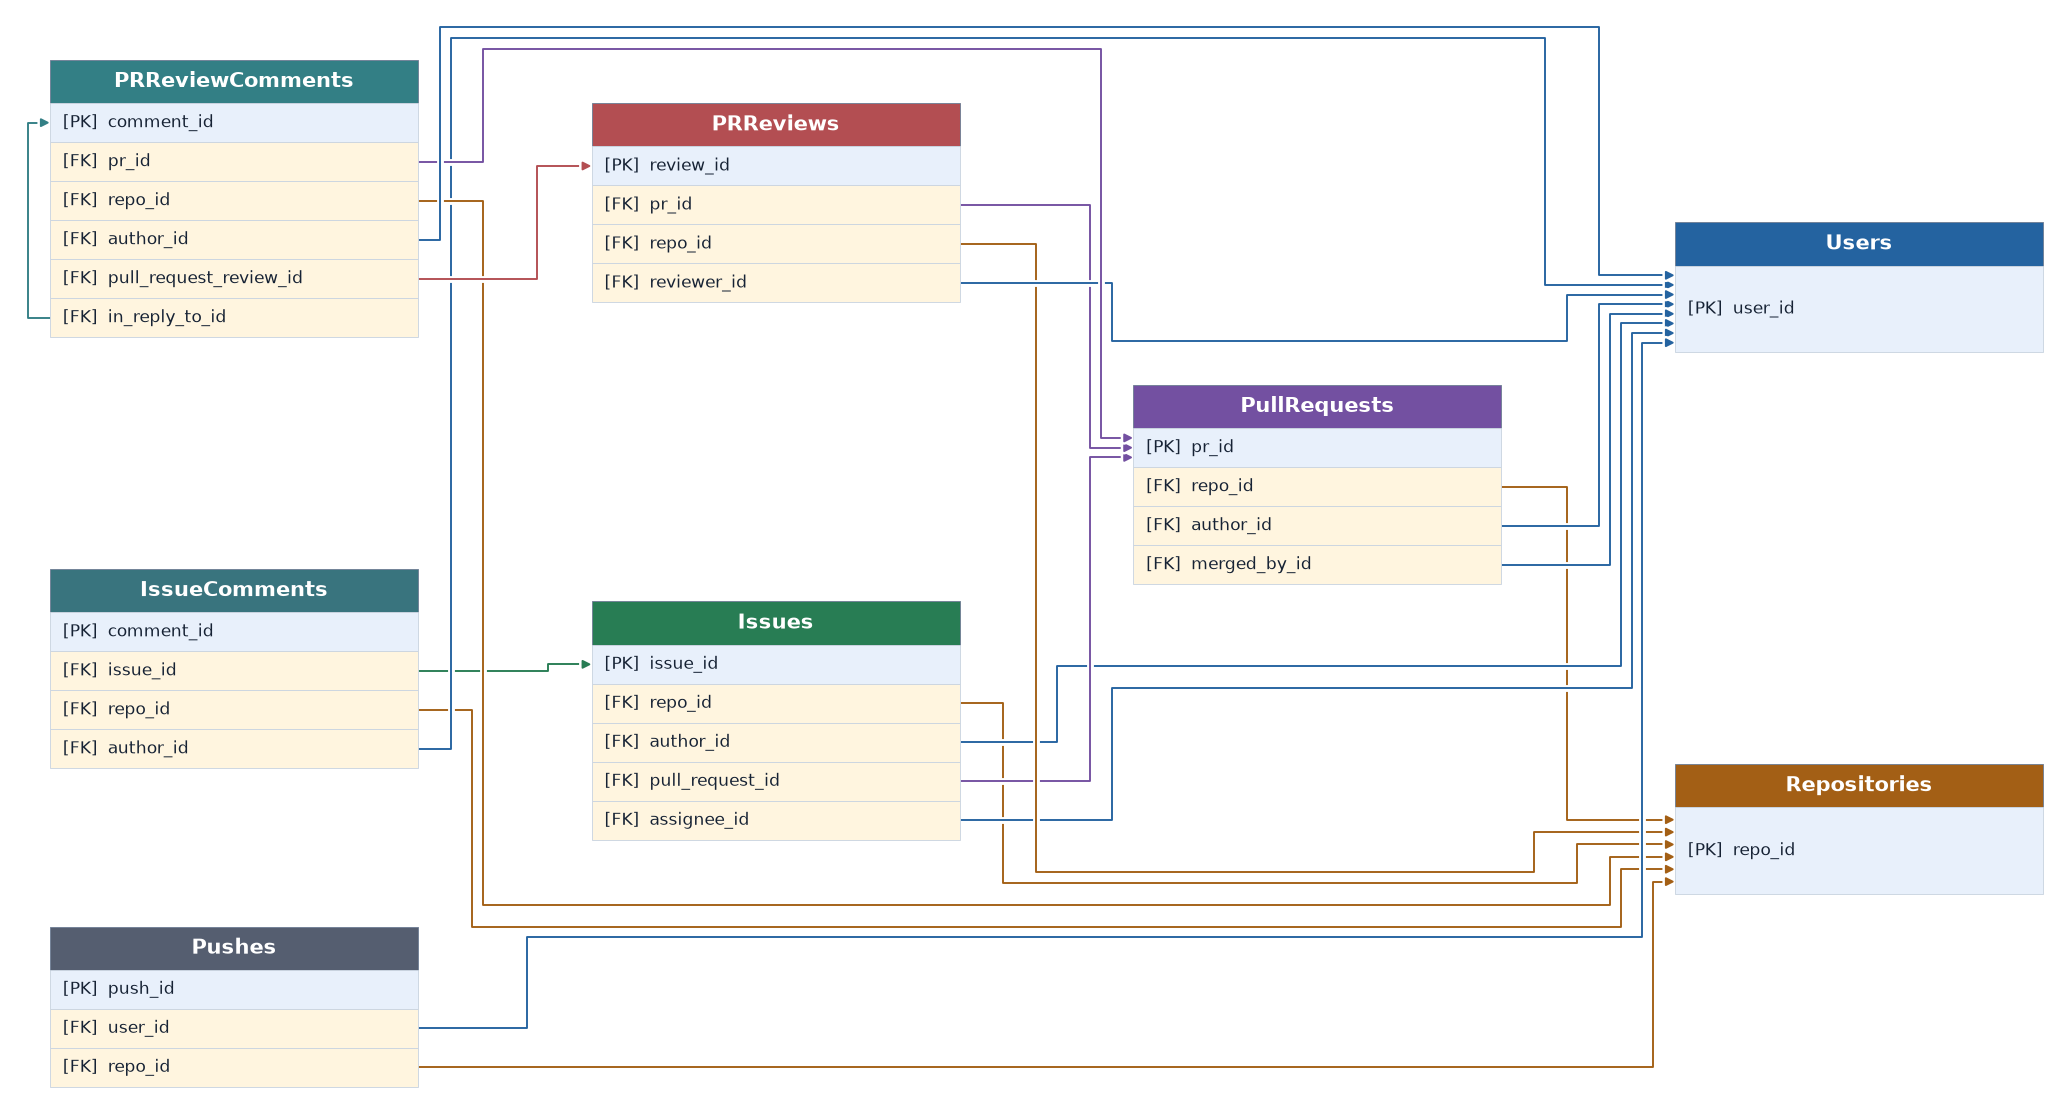 PRReviewComments
[PK] comment_id
[FK] pr_id
[FK] repo_id
[FK] author_id
[FK] pull_request_review_id
[FK] in_reply_to_id
PRReviews
[PK] review_id
[FK] pr_id
[FK] repo_id
[FK] reviewer_id
Users
[PK] user_id
PullRequests
[PK] pr_id
[FK] repo_id
[FK] author_id
[FK] merged_by_id
IssueComments
[PK] comment_id
[FK] issue_id
[FK] repo_id
[FK] author_id
Issues
[PK] issue_id
[FK] repo_id
[FK] author_id
[FK] pull_request_id
[FK] assignee_id
Repositories
[PK] repo_id
Pushes
[PK] push_id
[FK] user_id
[FK] repo_id